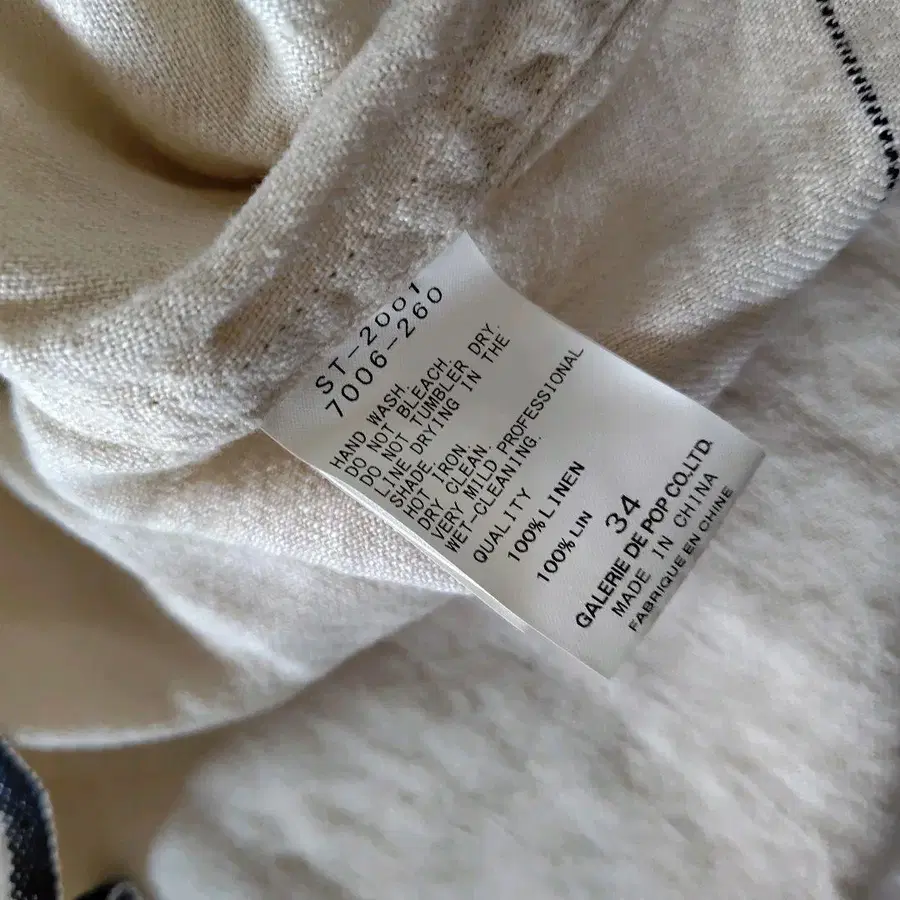 ST-2001
7006-260
HAND WASH.
DO NOT BLEACH.
DO NOT TUMBLER DRY.
LINE DRYING IN THE
SHADE.
HOT IRON.
DRY CLEAN.
VERY MILD PROFESSIONAL
WET-CLEANING.
QUALITY
100% LINEN
100% LIN
34
GALERIE DE POP CO.,LTD.
MADE IN CHINA
FABRIQUE EN CHINE